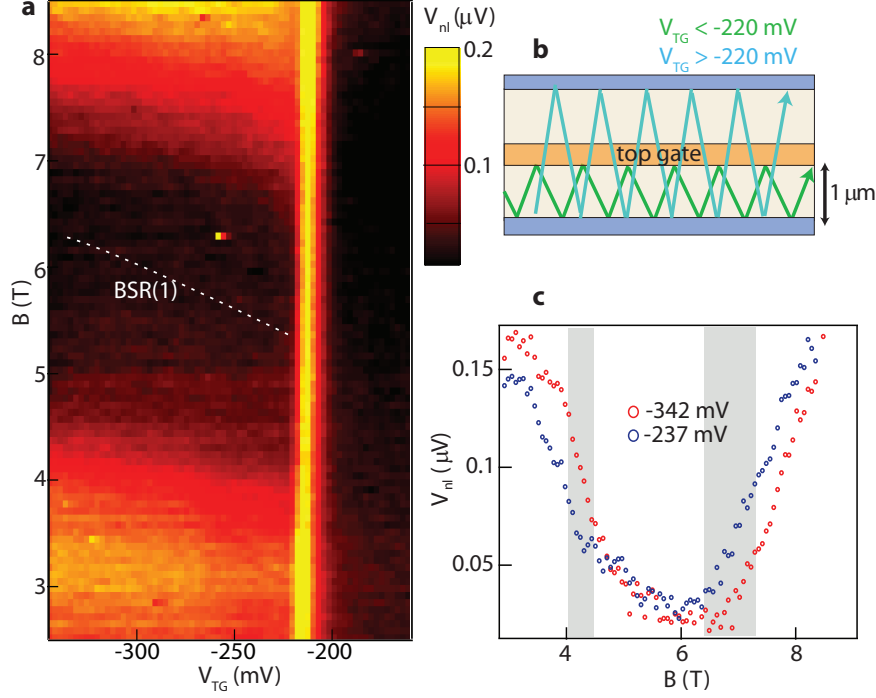 a
V_nl (μV)
0.2
0.1
8
7
6
5
4
3
B (T)
BSR(1)
-300
-250
-200
V_TG (mV)
V_TG < -220 mV
b
V_TG > -220 mV
top gate
1 μm
c
0.15
0.1
0.05
V_nl (μV)
-342 mV
-237 mV
4
6
8
B (T)